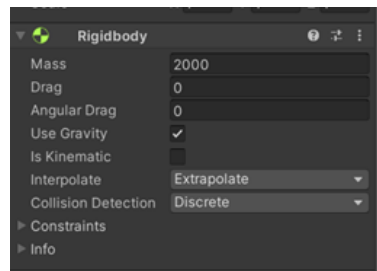 Rigidbody
Mass 2000
Drag 0
Angular Drag 0
Use Gravity
Is Kinematic
Interpolate Extrapolate
Collision Detection Discrete
Constraints
Info